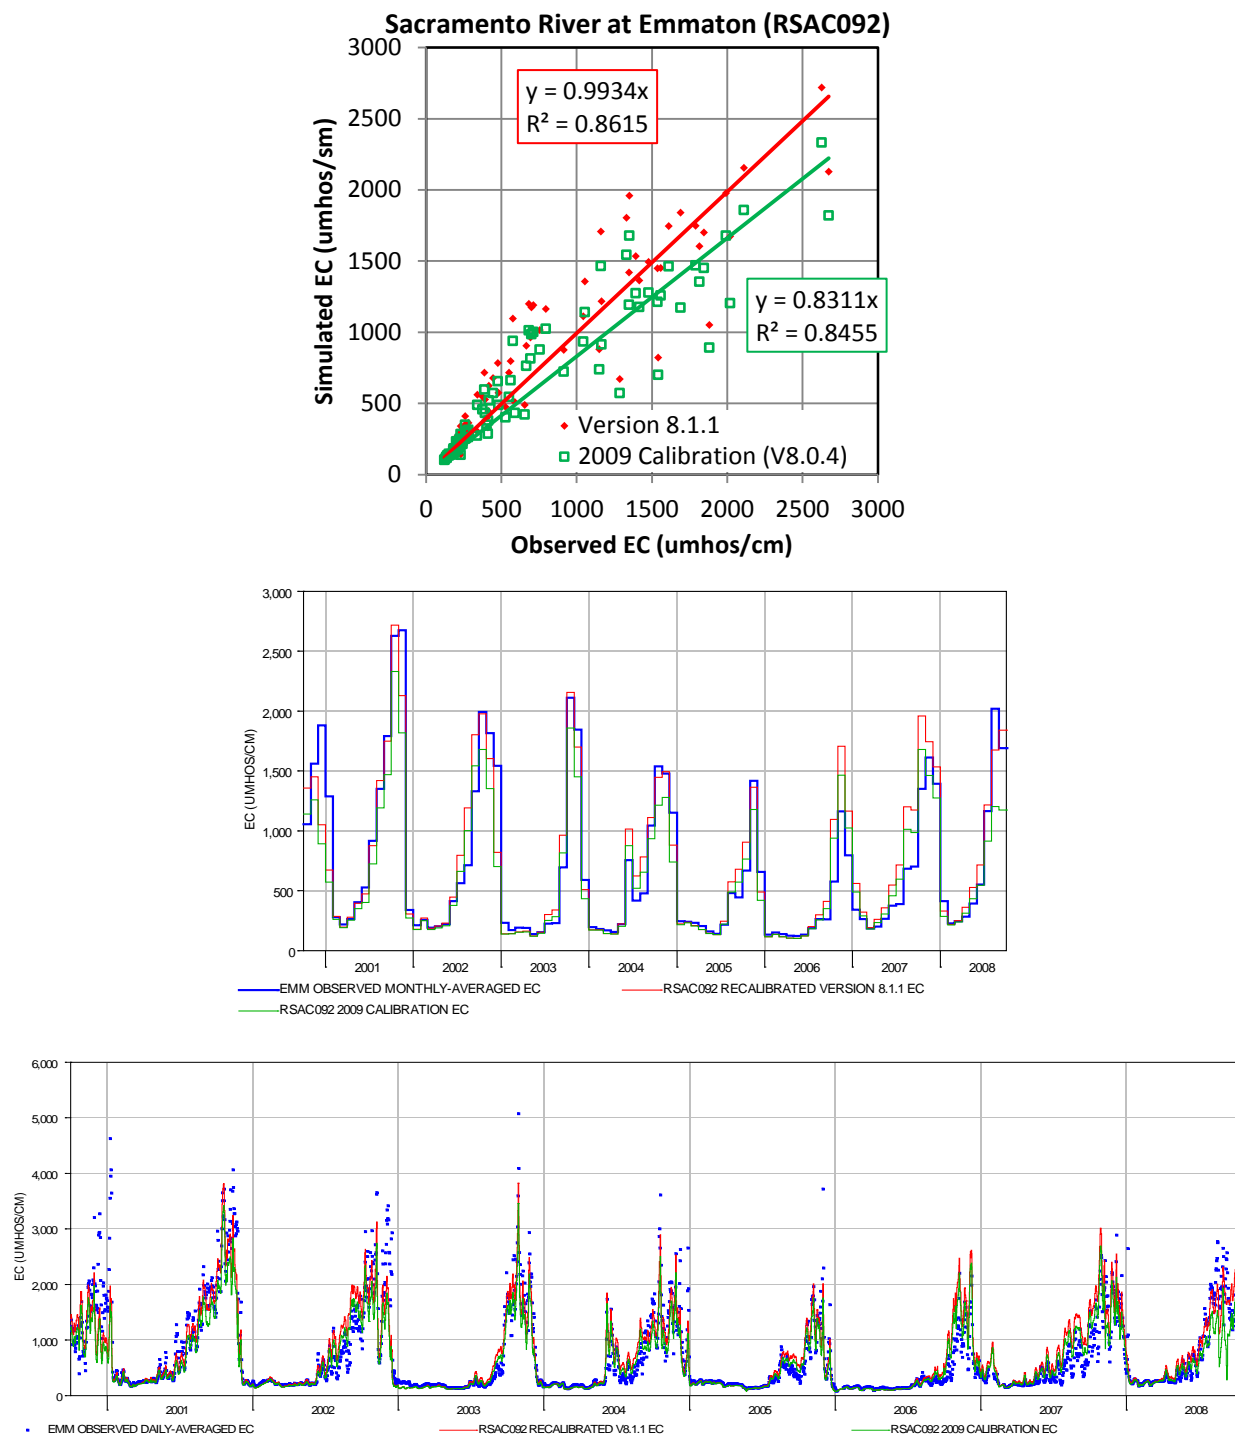 Sacramento River at Emmaton (RSAC092)
3000
2500
2000
1500
1000
500
0
Simulated EC (umhos/sm)
y = 0.9934x
R² = 0.8615
y = 0.8311x
R² = 0.8455
Version 8.1.1
2009 Calibration (V8.0.4)
0 500 1000 1500 2000 2500 3000
Observed EC (umhos/cm)
3,000
2,500
2,000
1,500
1,000
500
0
EC (UMHOS/CM)
2001 2002 2003 2004 2005 2006 2007 2008
EMM OBSERVED MONTHLY-AVERAGED EC RSAC092 RECALIBRATED VERSION 8.1.1 EC
RSAC092 2009 CALIBRATION EC
6,000
5,000
4,000
3,000
2,000
1,000
0
EC (UMHOS/CM)
2001 2002 2003 2004 2005 2006 2007 2008
EMM OBSERVED DAILY-AVERAGED EC RSAC092 RECALIBRATED V8.1.1 EC RSAC092 2009 CALIBRATION EC